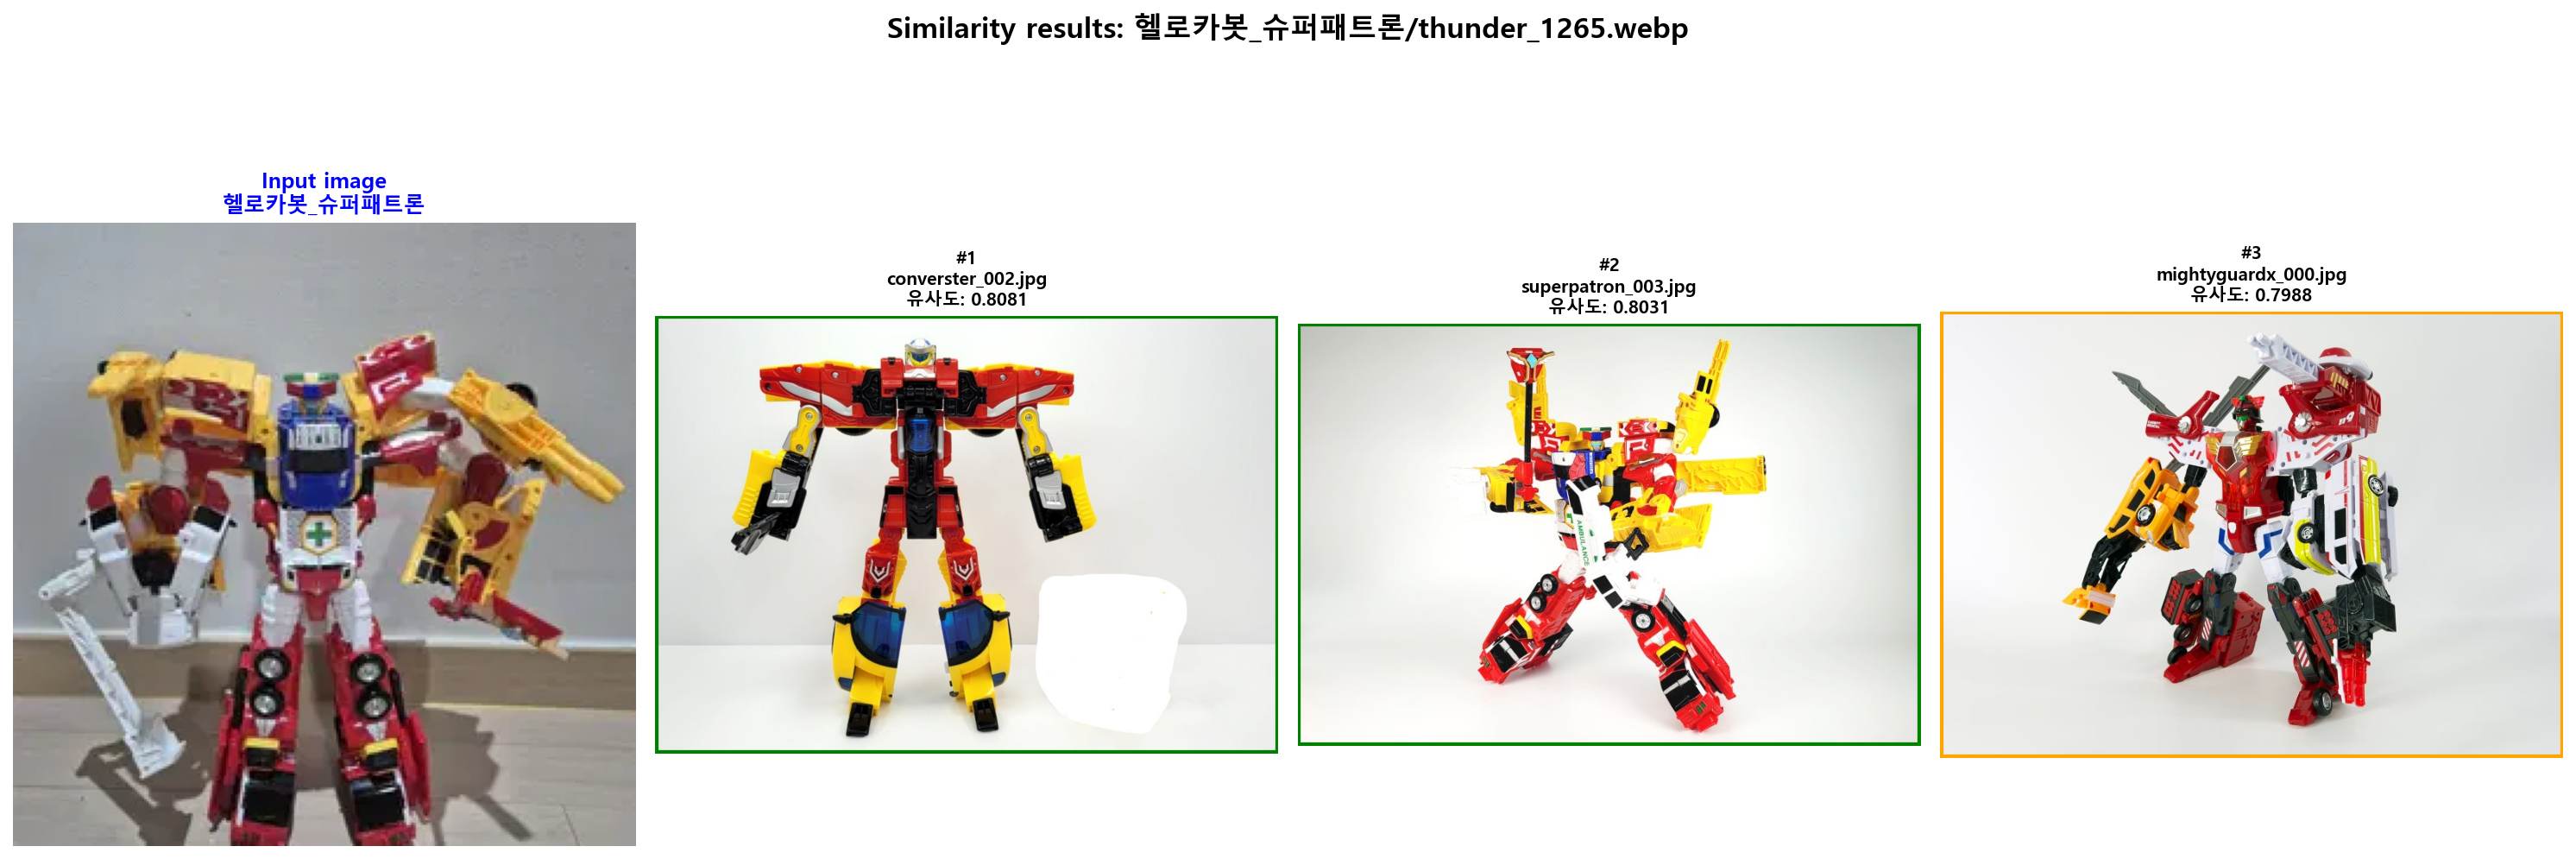 Similarity results: 헬로카봇_슈퍼패트론/thunder_1265.webp
Input image
헬로카봇_슈퍼패트론
#1
converster_002.jpg
유사도: 0.8081
#2
superpatron_003.jpg
유사도: 0.8031
#3
mightyguardx_000.jpg
유사도: 0.7988
AMBULANCE